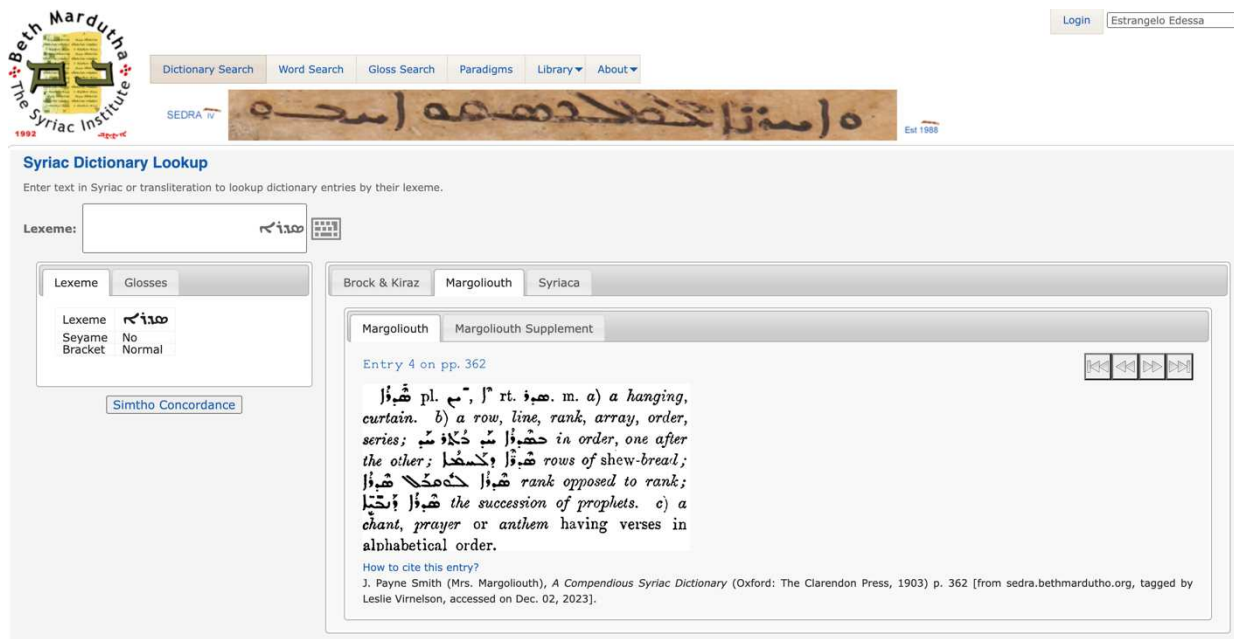 Beth Mardutho
The Syriac Institute
1992
Login
Estrangelo Edessa
Dictionary Search Word Search Gloss Search Paradigms Library About
SEDRA IV
Est 1988
Syriac Dictionary Lookup
Enter text in Syriac or transliteration to lookup dictionary entries by their lexeme.
Lexeme: ܣܕܪܐ
Lexeme Glosses
Lexeme ܣܕܪܐ
Seyame No
Bracket Normal
Simtho Concordance
Brock & Kiraz Margoliouth Syriaca
Margoliouth Margoliouth Supplement
Entry 4 on pp. 362
pl. rt. ܣܕܪ. m. a) a hanging,
curtain. b) a row, line, rank, array, order,
series; in order, one after
the other; rows of shew-bread;
rank opposed to rank;
the succession of prophets. c) a
chant, prayer or anthem having verses in
alphabetical order.
How to cite this entry?
J. Payne Smith (Mrs. Margoliouth), A Compendious Syriac Dictionary (Oxford: The Clarendon Press, 1903) p. 362 [from sedra.bethmardutho.org, tagged by
Leslie Virnelson, accessed on Dec. 02, 2023].